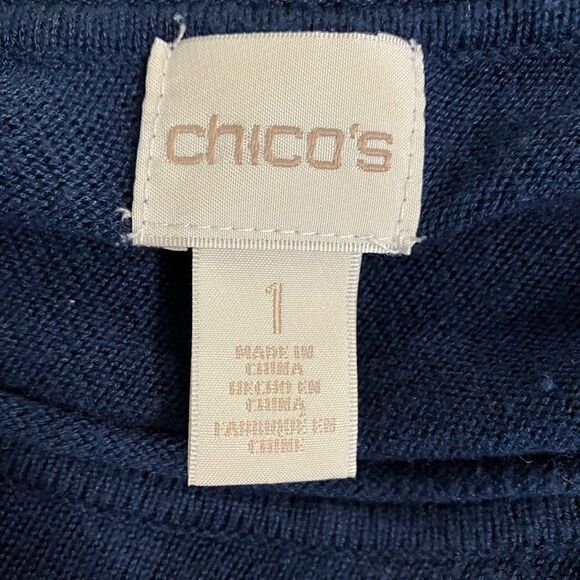 chico's
1
MADE IN
CHINA
HECHO EN
CHINA
FABRIQUÉ EN
CHINE